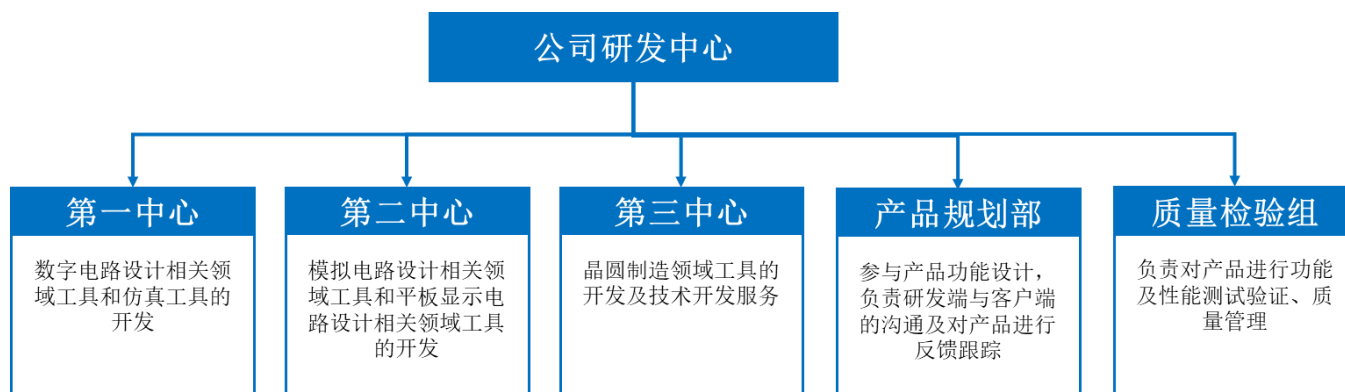 公司研发中心
第一中心
数字电路设计相关领
域工具和仿真工具的
开发
第二中心
模拟电路设计相关领
域工具和平板显示电
路设计相关领域工具
的开发
第三中心
晶圆制造领域工具的
开发及技术开发服务
产品规划部
参与产品功能设计，
负责研发端与客户端
的沟通及对产品进行
反馈跟踪
质量检验组
负责对产品进行功能
及性能测试验证、质
量管理